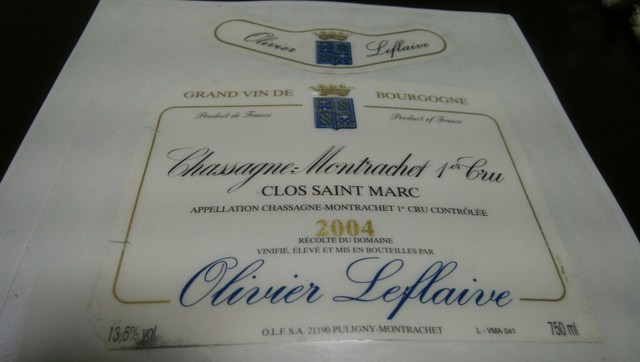 Olivier Leflaive
GRAND VIN DE BOURGOGNE
Produit de France Product of France
Chassagne-Montrachet 1er Cru
CLOS SAINT MARC
APPELLATION CHASSAGNE-MONTRACHET 1er CRU CONTRÔLÉE
2004
RÉCOLTE DU DOMAINE
VINIFIÉ, ÉLEVÉ ET MIS EN BOUTEILLES PAR
Olivier Leflaive
13,5% vol. O.L.F. S.A. 21190 PULIGNY-MONTRACHET L - VMA 041 750 ml